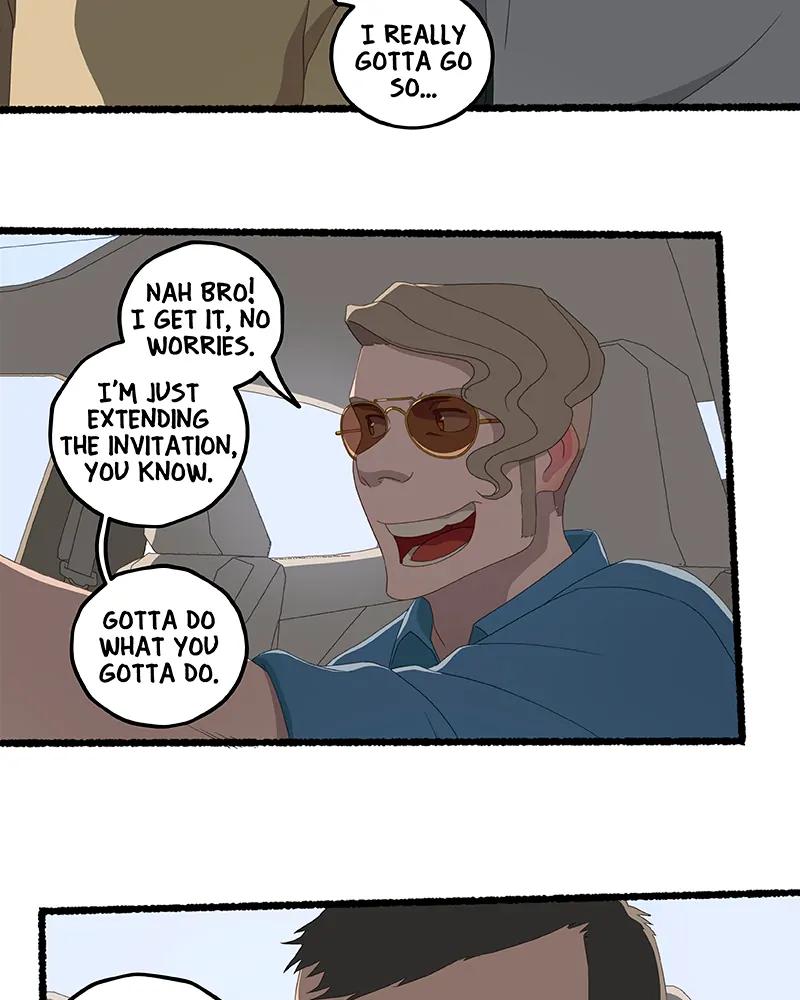 I REALLY
GOTTA GO
SO...
NAH BRO!
I GET IT, NO
WORRIES.
I'M JUST
EXTENDING
THE INVITATION,
YOU KNOW.
GOTTA DO
WHAT YOU
GOTTA DO.